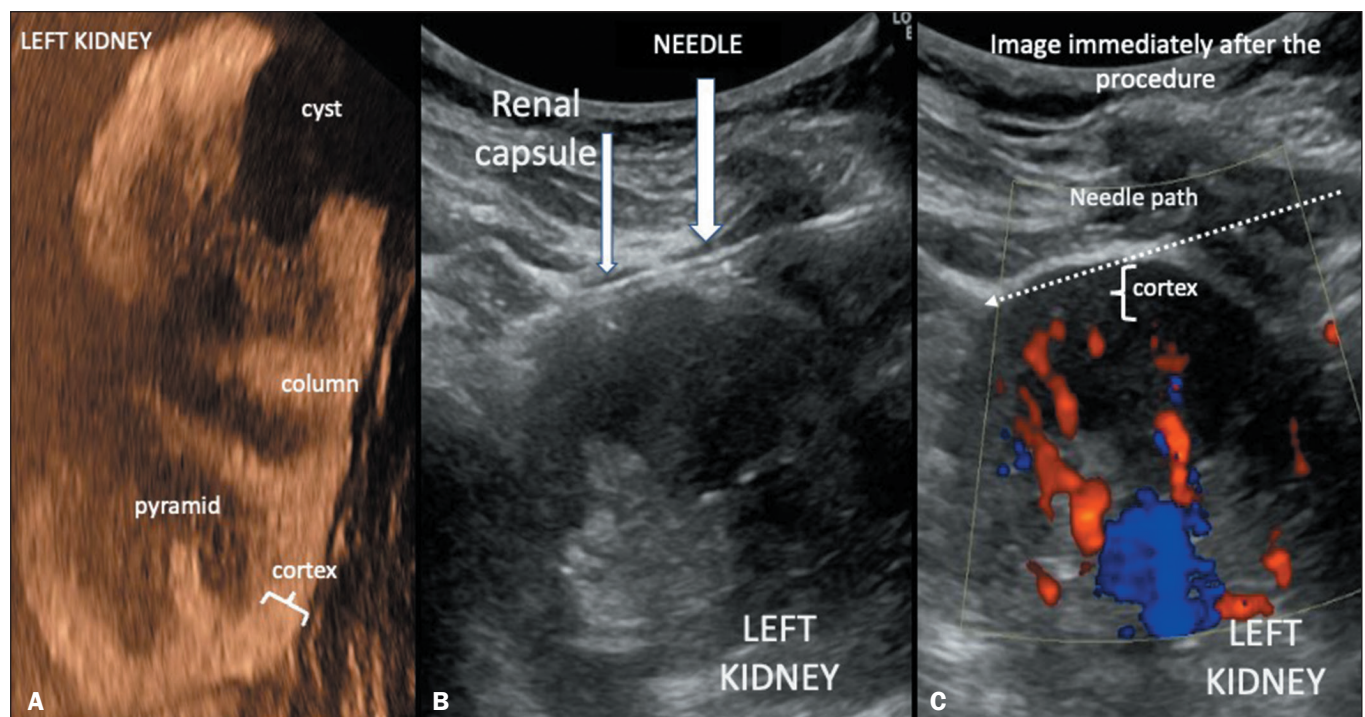 LEFT KIDNEY
cyst
column
pyramid
cortex
A
NEEDLE
Renal
capsule
LEFT
KIDNEY
B
LO
Image immediately after the
procedure
Needle path
cortex
LEFT
KIDNEY
C